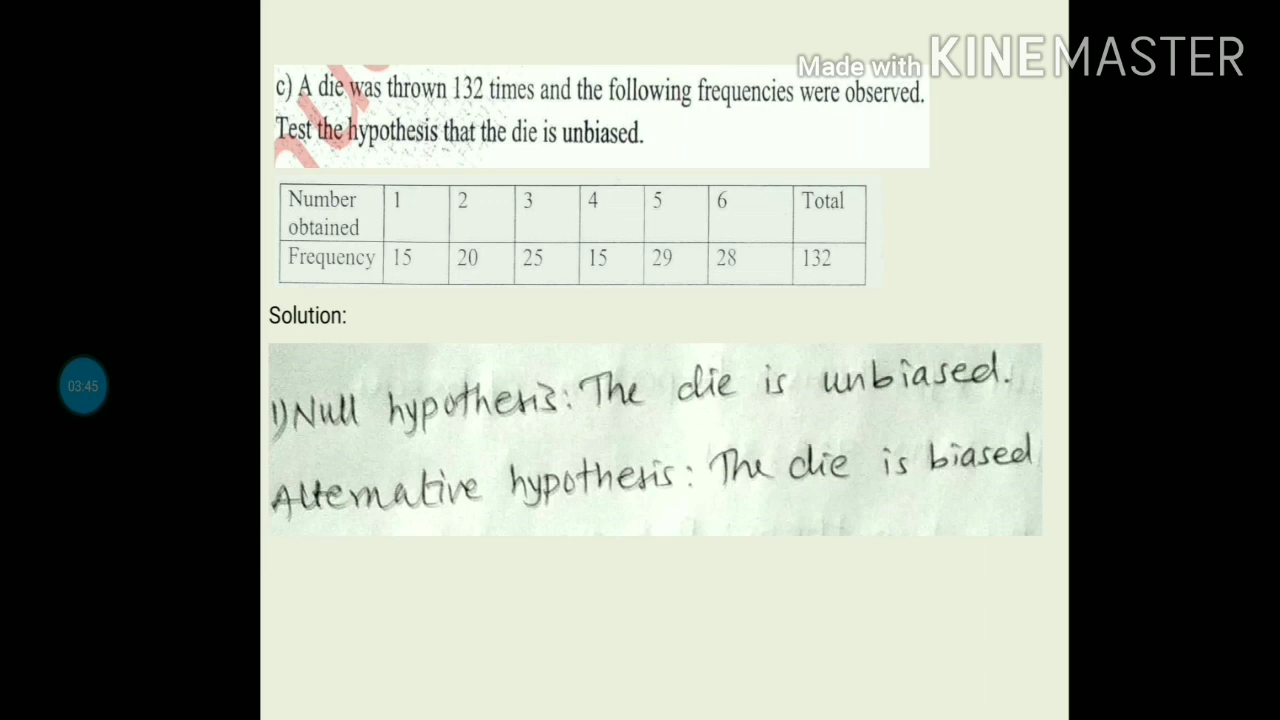 Made with KINEMASTER
c) A die was thrown 132 times and the following frequencies were observed.
Test the hypothesis that the die is unbiased.
Number obtained 1 2 3 4 5 6 Total
Frequency 15 20 25 15 29 28 132
Solution:
03:45
1) Null hypothesis: The die is unbiased.
Alternative hypothesis: The die is biased